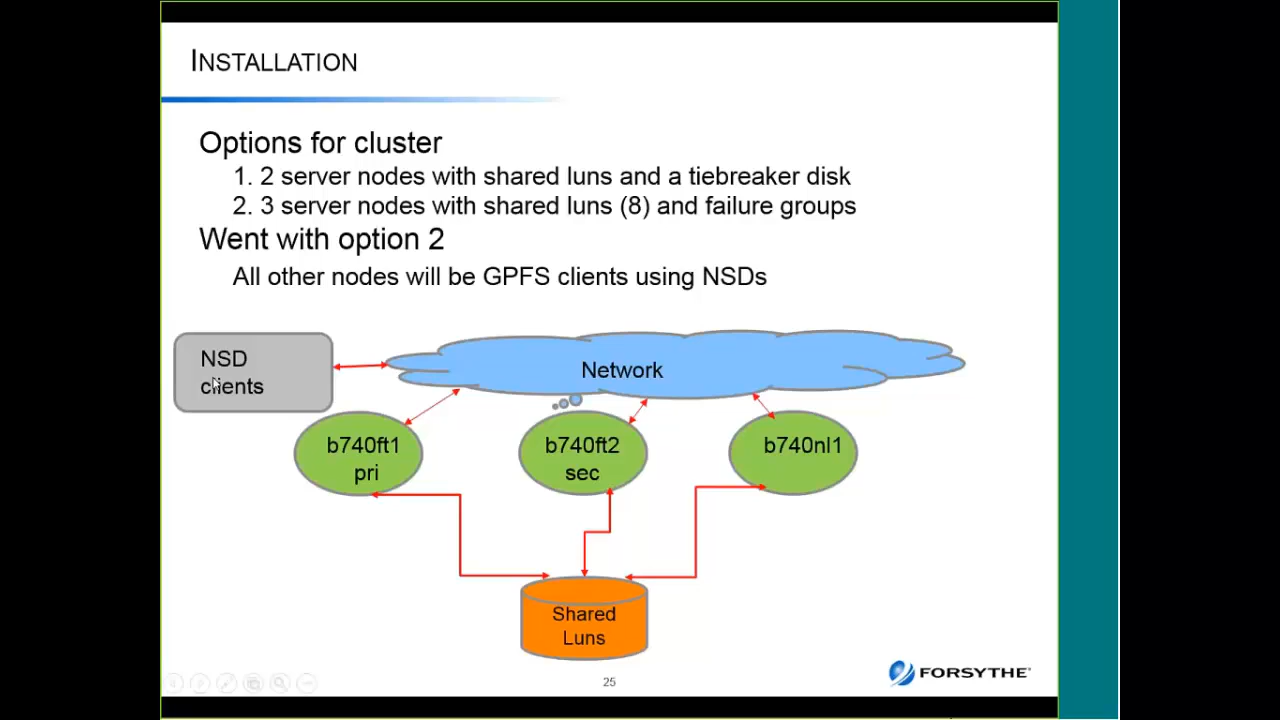 INSTALLATION
Options for cluster
1. 2 server nodes with shared luns and a tiebreaker disk
2. 3 server nodes with shared luns (8) and failure groups
Went with option 2
All other nodes will be GPFS clients using NSDs
NSD
clients
Network
b740ft1
pri
b740ft2
sec
b740nl1
Shared
Luns
25
FORSYTHE